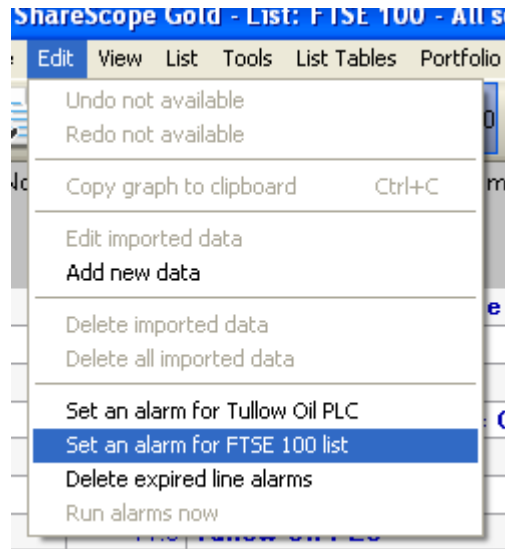 ShareScope Gold - List: FTSE 100 - All s
Edit View List Tools List Tables Portfolio
Undo not available
Redo not available
Copy graph to clipboard Ctrl+C
Edit imported data
Add new data
Delete imported data
Delete all imported data
Set an alarm for Tullow Oil PLC
Set an alarm for FTSE 100 list
Delete expired line alarms
Run alarms now
Tullow Oil PLC